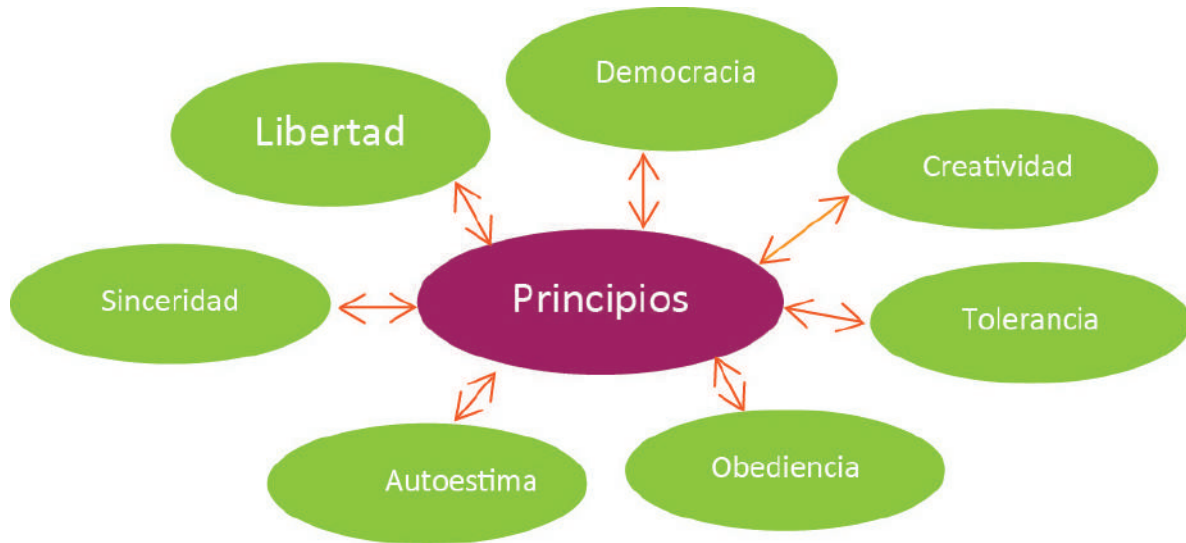 Democracia
Libertad
Creatividad
Sinceridad
Principios
Tolerancia
Autoestima
Obediencia